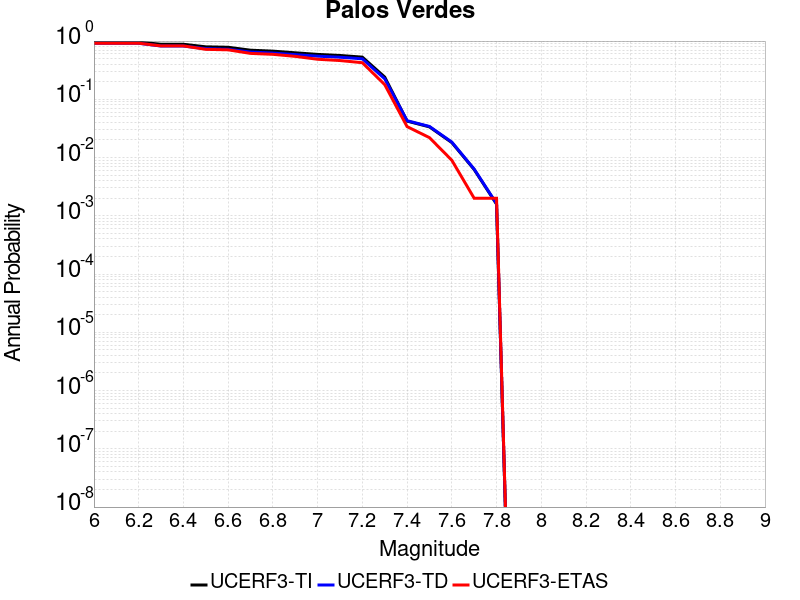 Palos Verdes
Annual Probability
10^0
10^-1
10^-2
10^-3
10^-4
10^-5
10^-6
10^-7
10^-8
6 6.2 6.4 6.6 6.8 7 7.2 7.4 7.6 7.8 8 8.2 8.4 8.6 8.8 9
Magnitude
UCERF3-TI UCERF3-TD UCERF3-ETAS